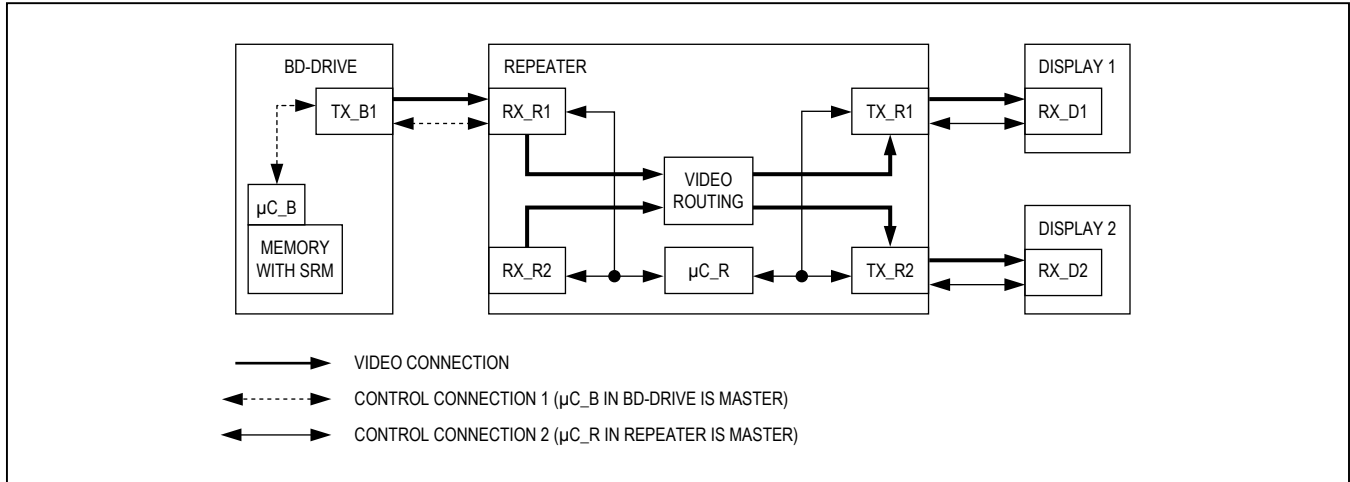 BD-DRIVE
TX_B1
µC_B
MEMORY
WITH SRM
REPEATER
RX_R1
RX_R2
VIDEO
ROUTING
µC_R
TX_R1
TX_R2
DISPLAY 1
RX_D1
DISPLAY 2
RX_D2
VIDEO CONNECTION
CONTROL CONNECTION 1 (µC_B IN BD-DRIVE IS MASTER)
CONTROL CONNECTION 2 (µC_R IN REPEATER IS MASTER)